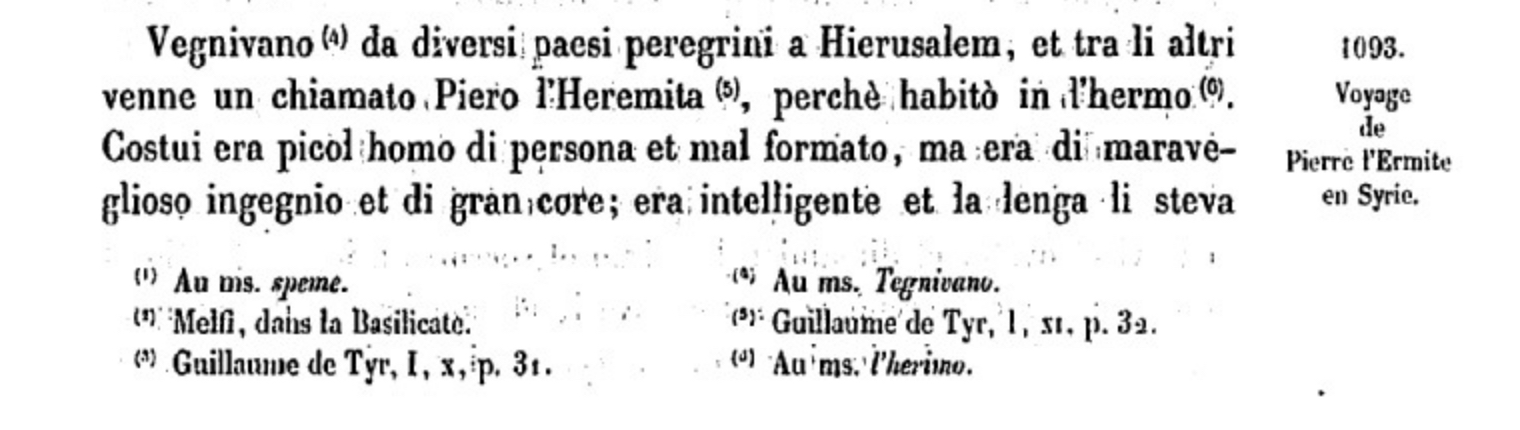 Vegnivano (4) da diversi paesi peregrini a Hierusalem, et tra li altri
venne un chiamato Piero l'Heremita (5), perchè habitò in l'hermo (6).
Costui era picol homo di persona et mal formato, ma era di marave-
glioso ingegnio et di gran core; era intelligente et la lenga li steva
1093.
Voyage
de
Pierre l'Ermite
en Syrie.
(1) Au ms. speme.
(2) Melfi, dans la Basilicate.
(3) Guillaume de Tyr, I, x, p. 31.
(4) Au ms. Tegnivano.
(5) Guillaume de Tyr, I, xi, p. 32.
(6) Au ms. l'herimo.